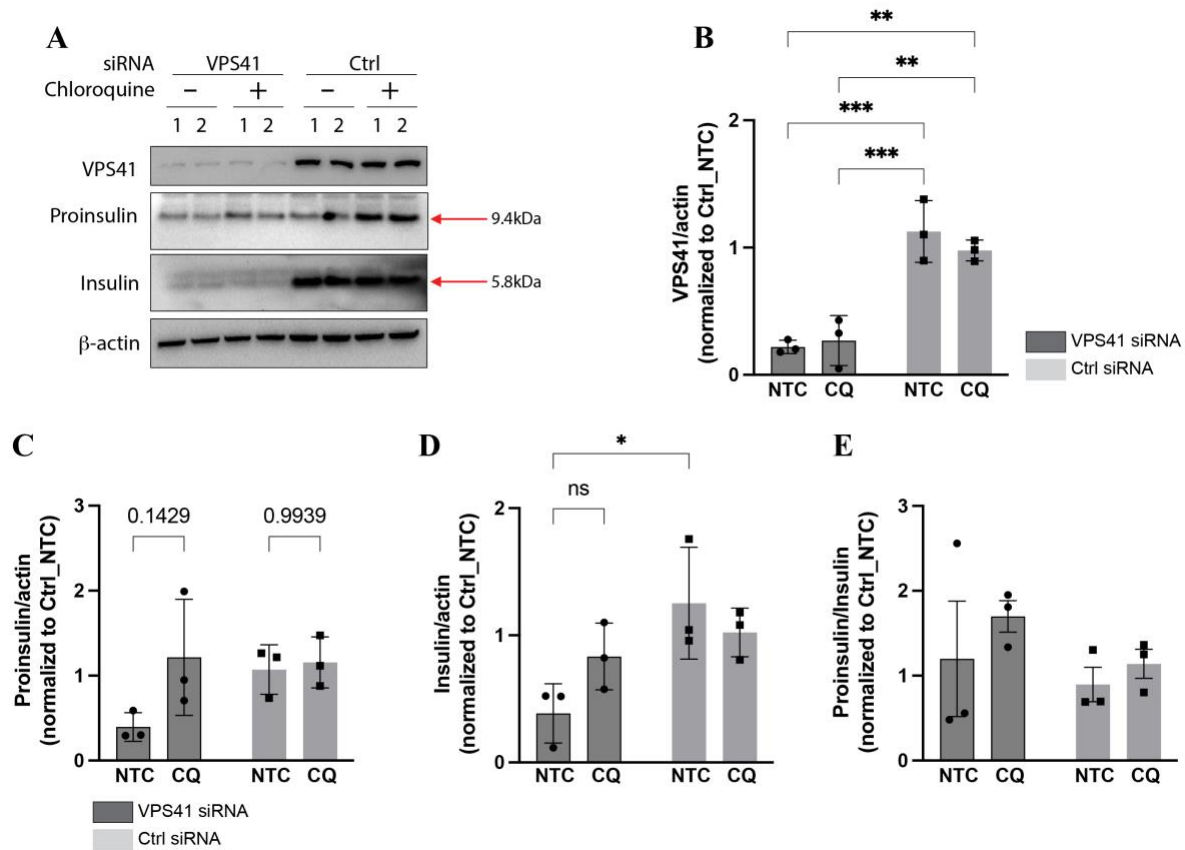 A
siRNA VPS41 Ctrl
Chloroquine − + − +
1 2 1 2 1 2 1 2
VPS41
Proinsulin 9.4kDa
Insulin 5.8kDa
β-actin
B
**
**
***
***
VPS41/actin
(normalized to Ctrl_NTC)
2
1
0
NTC CQ NTC CQ
VPS41 siRNA
Ctrl siRNA
C
Proinsulin/actin
(normalizd to Ctrl_NTC)
3
2
1
0
0.1429 0.9939
NTC CQ NTC CQ
VPS41 siRNA
Ctrl siRNA
D
*
ns
Insulin/actin
(normalized to Ctrl_NTC)
2
1
0
NTC CQ NTC CQ
E
Proinsulin/Insulin
(normalized to Ctrl_NTC)
3
2
1
0
NTC CQ NTC CQ